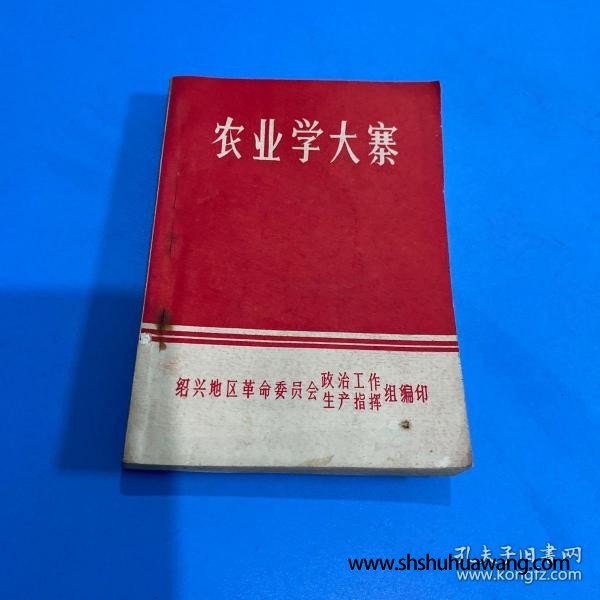 农业学大寨
绍兴地区革命委员会政治工作组编印
生产指挥
www.shshuhuawang.com
孔夫子旧书网
www.kongfz.com